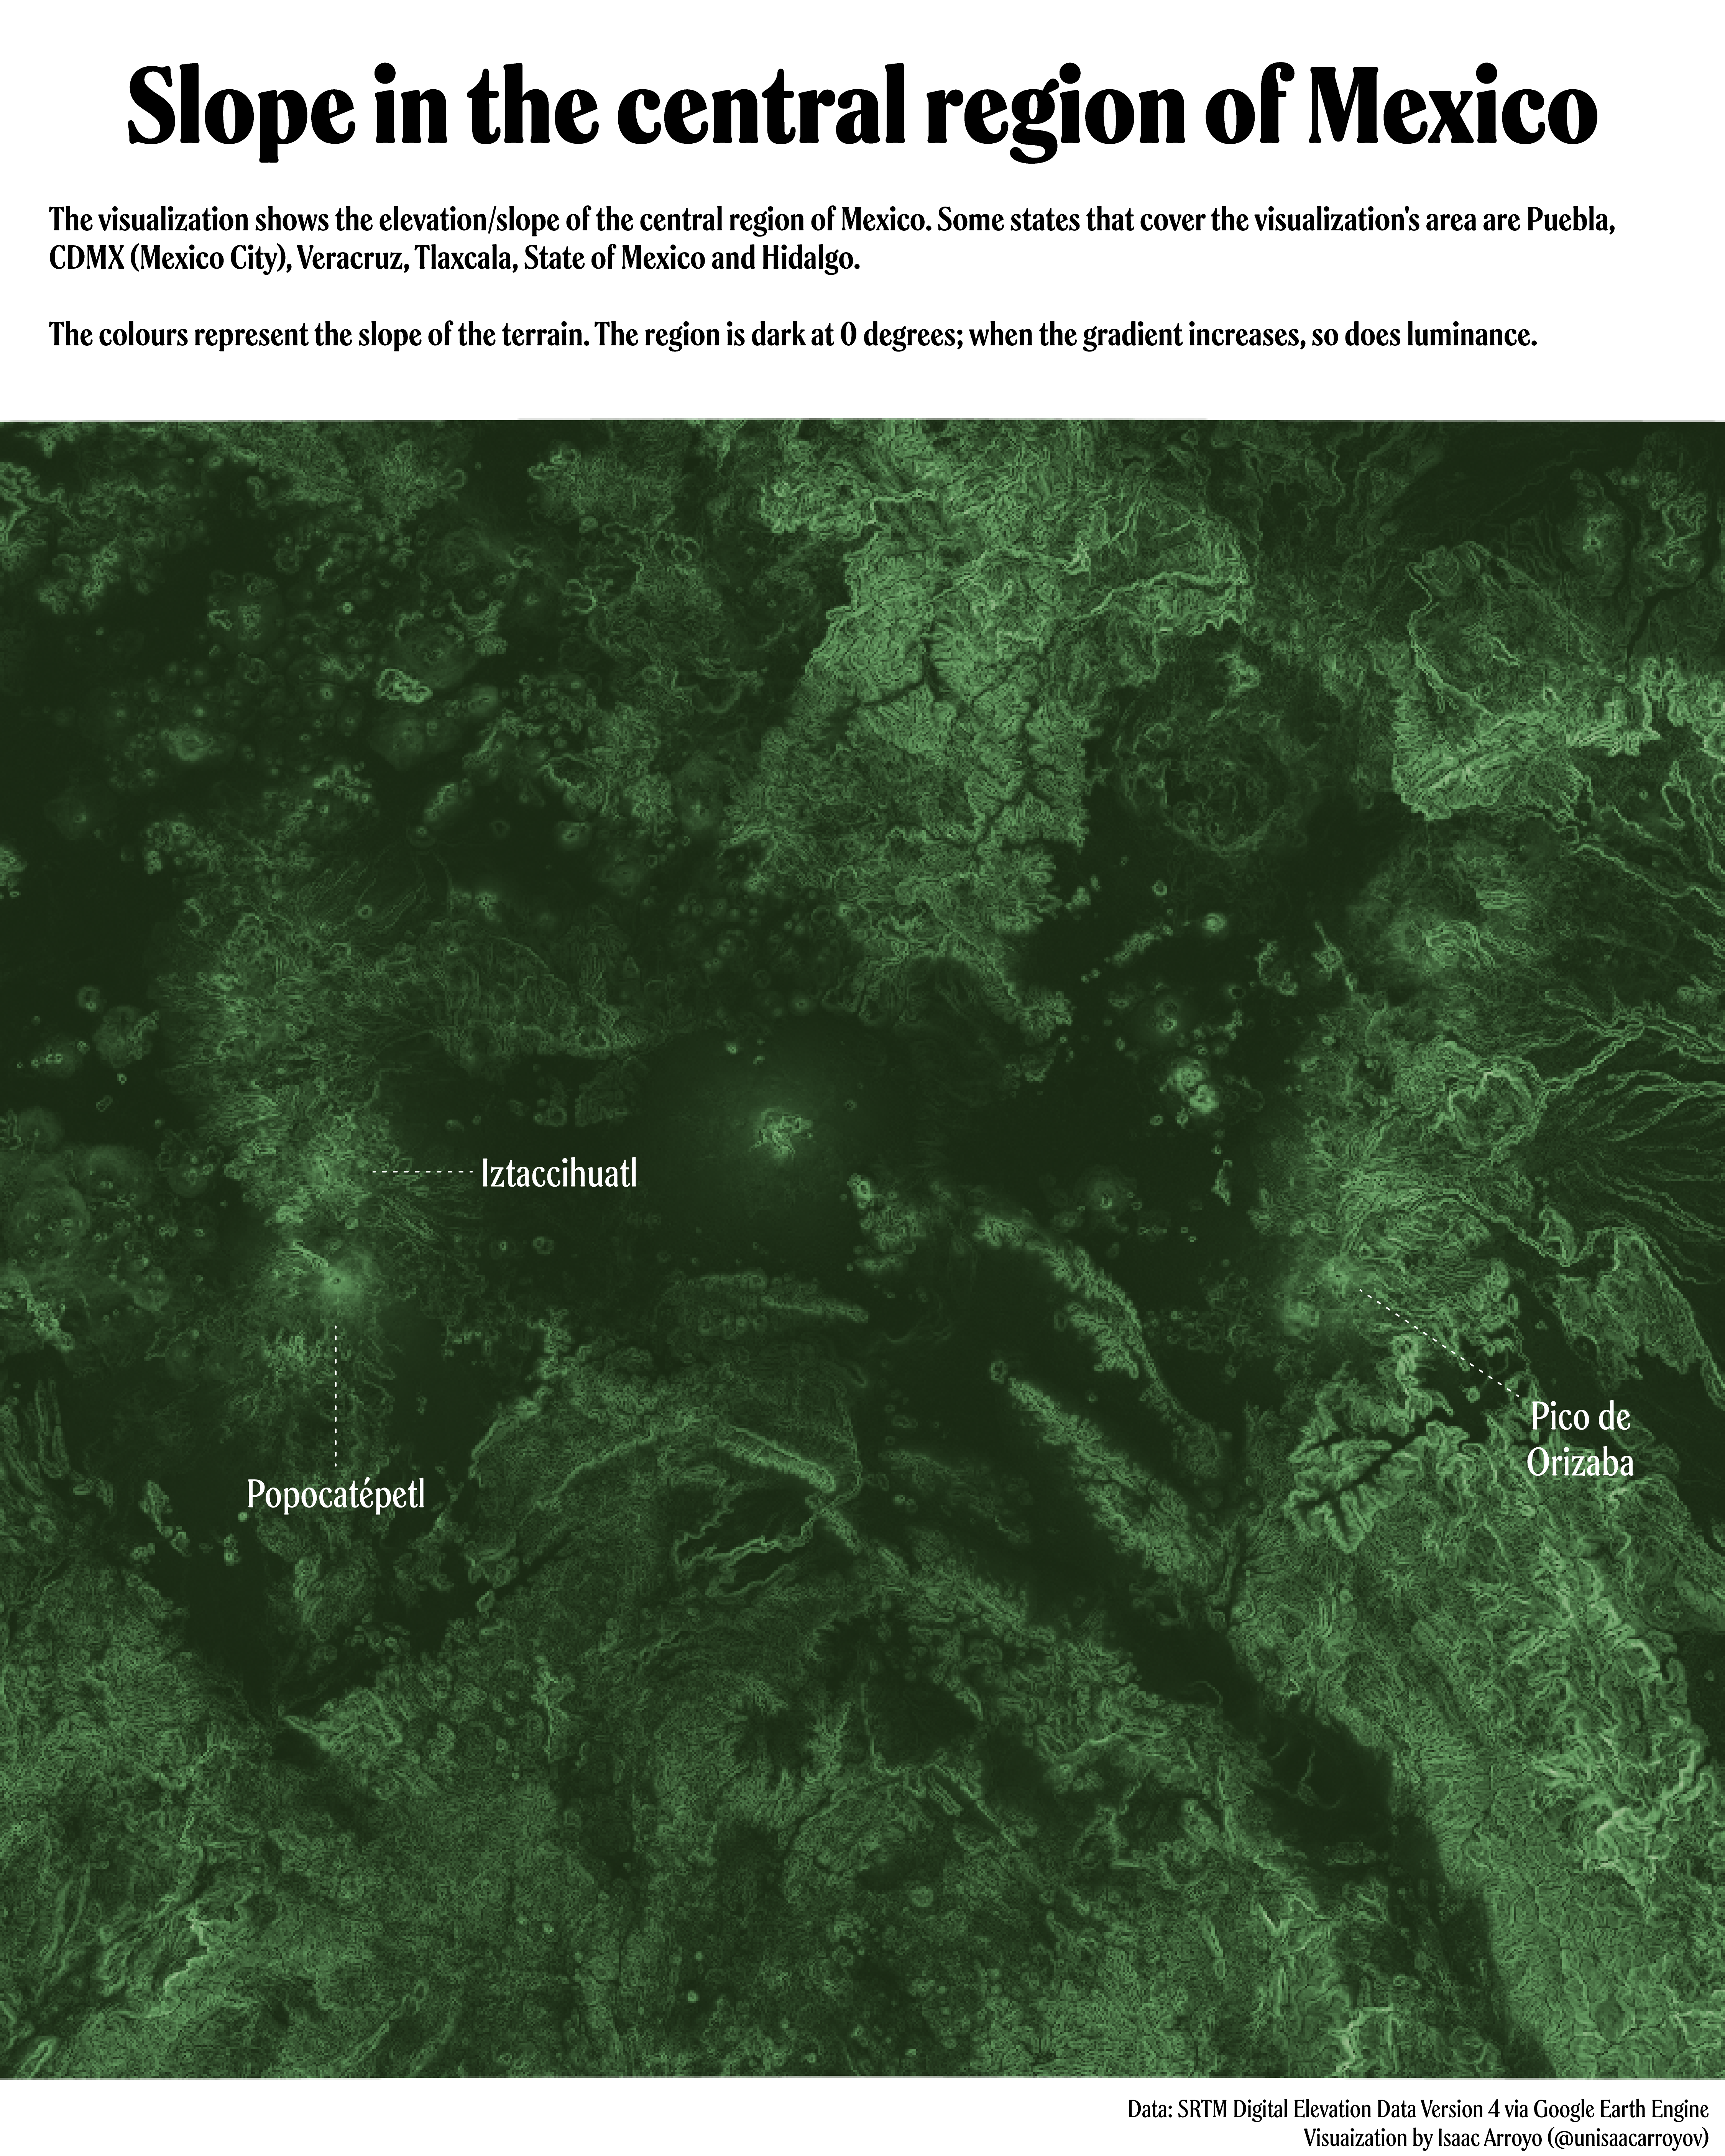 Slope in the central region of Mexico
The visualization shows the elevation/slope of the central region of Mexico. Some states that cover the visualization's area are Puebla,
CDMX (Mexico City), Veracruz, Tlaxcala, State of Mexico and Hidalgo.
The colours represent the slope of the terrain. The region is dark at 0 degrees; when the gradient increases, so does luminance.
Iztaccihuatl
Pico de
Orizaba
Popocatépetl
Data: SRTM Digital Elevation Data Version 4 via Google Earth Engine
Visuaization by Isaac Arroyo (@unisaacarroyov)